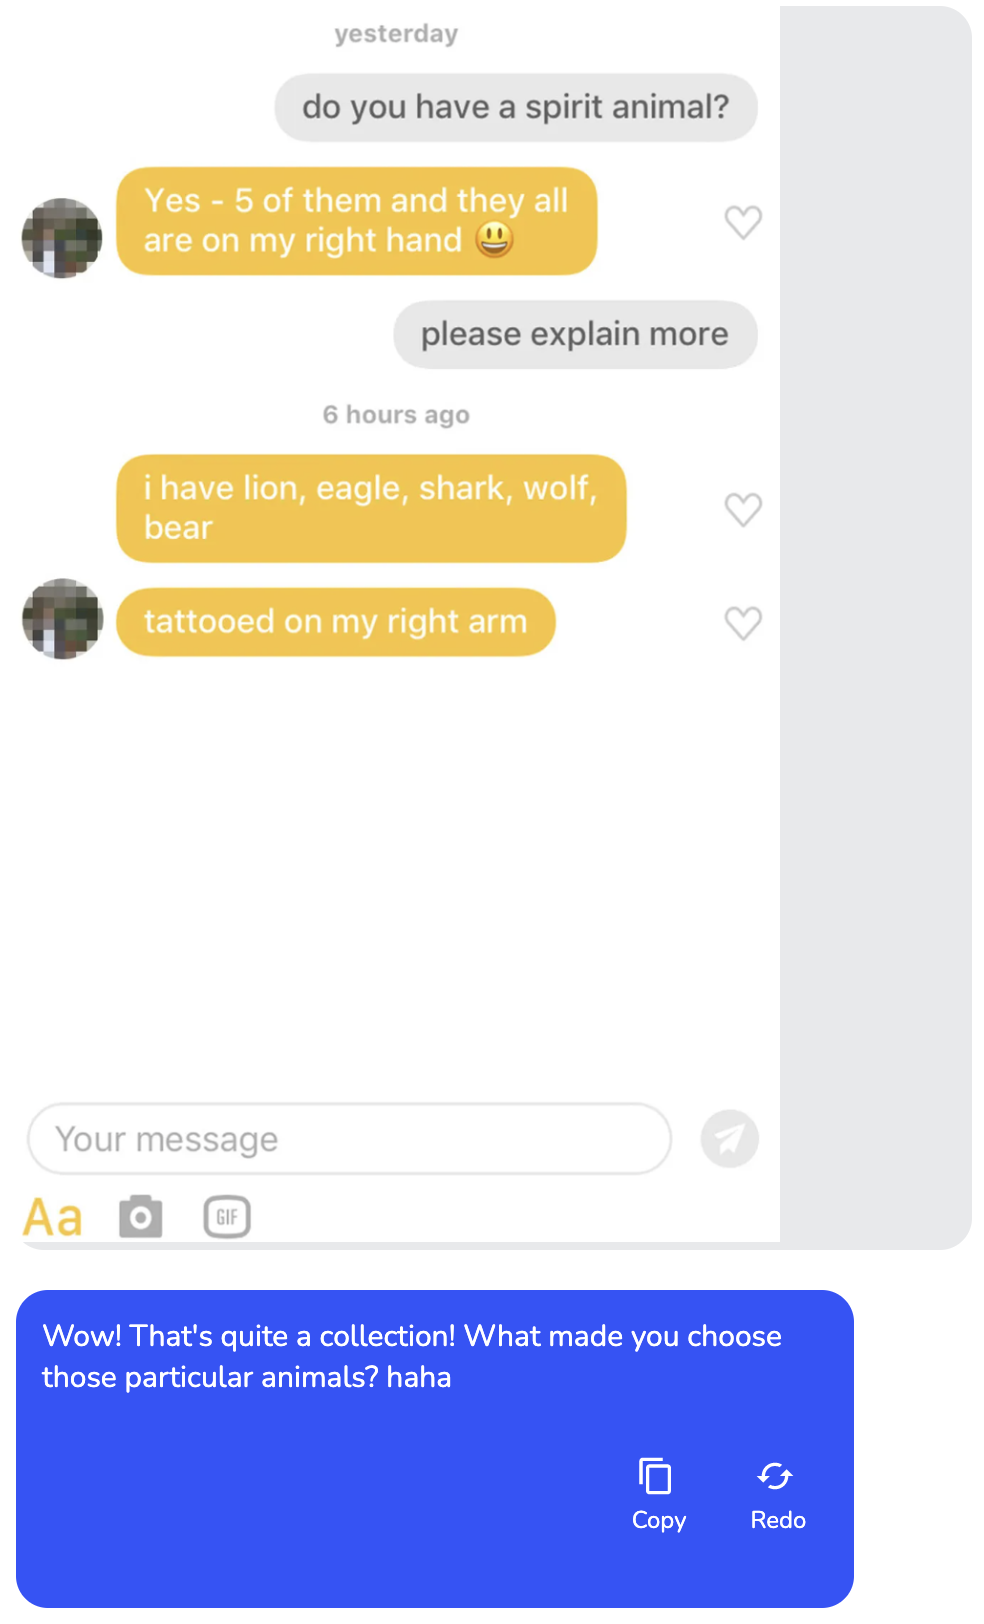 yesterday
do you have a spirit animal?
Yes - 5 of them and they all
are on my right hand 😃
please explain more
6 hours ago
i have lion, eagle, shark, wolf,
bear
tattooed on my right arm
Your message
Aa
GIF
Wow! That's quite a collection! What made you choose
those particular animals? haha
Copy Redo